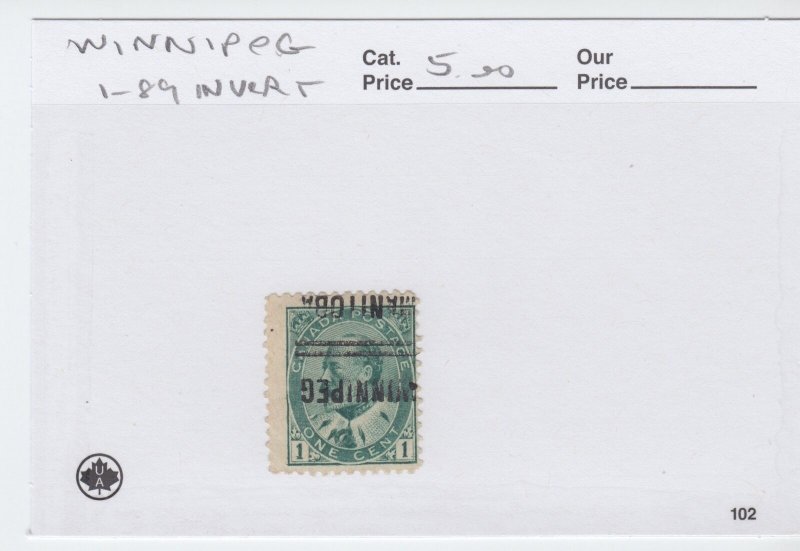 WINNIPEG
1-89 INVERT
Cat. Price 5.00
Our Price
MANITOBA
CANADA POSTAGE
WINNIPEG
ONE CENT
1 1
UAI
102